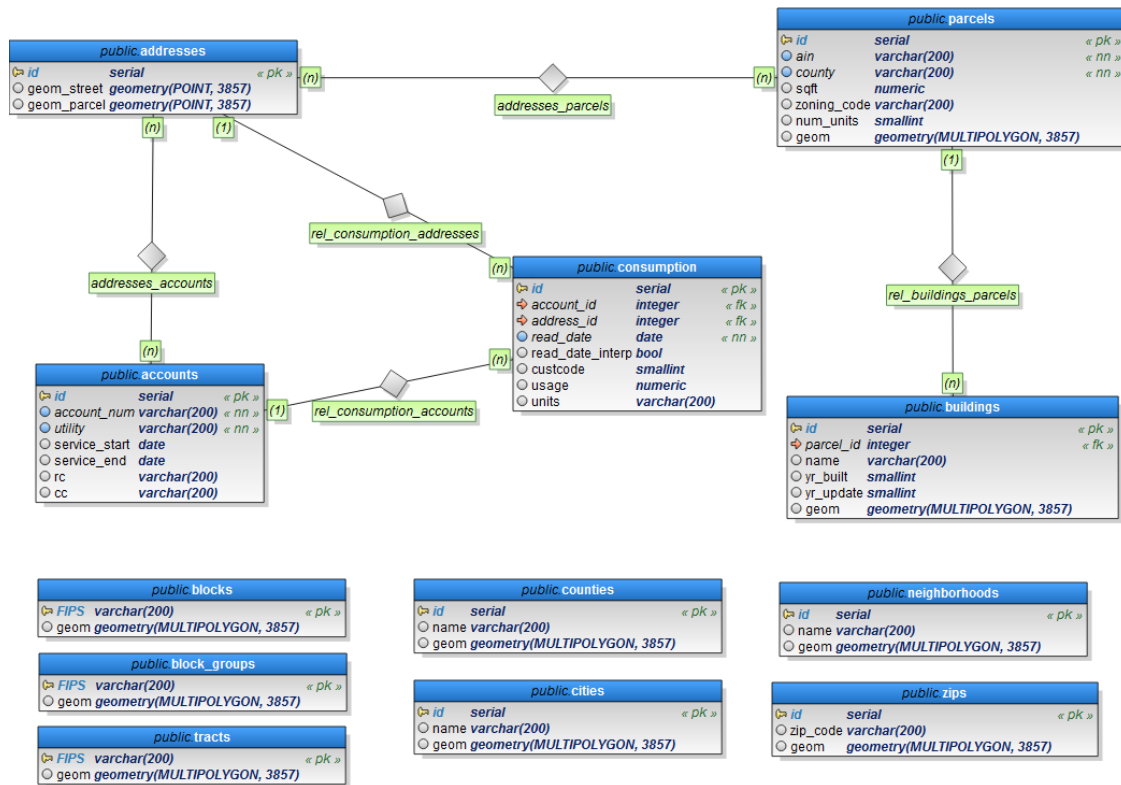 public.addresses
id serial « pk »
geom_street geometry(POINT, 3857)
geom_parcel geometry(POINT, 3857)
(n)
(n)
addresses_parcels
public.parcels
id serial « pk »
ain varchar(200) « nn »
county varchar(200) « nn »
sqft numeric
zoning_code varchar(200)
num_units smallint
geom geometry(MULTIPOLYGON, 3857)
(n)
(1)
(1)
rel_consumption_addresses
(n)
addresses_accounts
(n)
rel_buildings_parcels
(n)
public.consumption
id serial « pk »
account_id integer « fk »
address_id integer « fk »
read_date date « nn »
read_date_interp bool
custcode smallint
usage numeric
units varchar(200)
(n)
rel_consumption_accounts
(1)
public.accounts
id serial « pk »
account_num varchar(200) « nn »
utility varchar(200) « nn »
service_start date
service_end date
rc varchar(200)
cc varchar(200)
public.buildings
id serial « pk »
parcel_id integer « fk »
name varchar(200)
yr_built smallint
yr_update smallint
geom geometry(MULTIPOLYGON, 3857)
public.blocks
FIPS varchar(200) « pk »
geom geometry(MULTIPOLYGON, 3857)
public.block_groups
FIPS varchar(200) « pk »
geom geometry(MULTIPOLYGON, 3857)
public.tracts
FIPS varchar(200) « pk »
geom geometry(MULTIPOLYGON, 3857)
public.counties
id serial « pk »
name varchar(200)
geom geometry(MULTIPOLYGON, 3857)
public.cities
id serial « pk »
name varchar(200)
geom geometry(MULTIPOLYGON, 3857)
public.neighborhoods
id serial « pk »
name varchar(200)
geom geometry(MULTIPOLYGON, 3857)
public.zips
id serial « pk »
zip_code varchar(200)
geom geometry(MULTIPOLYGON, 3857)